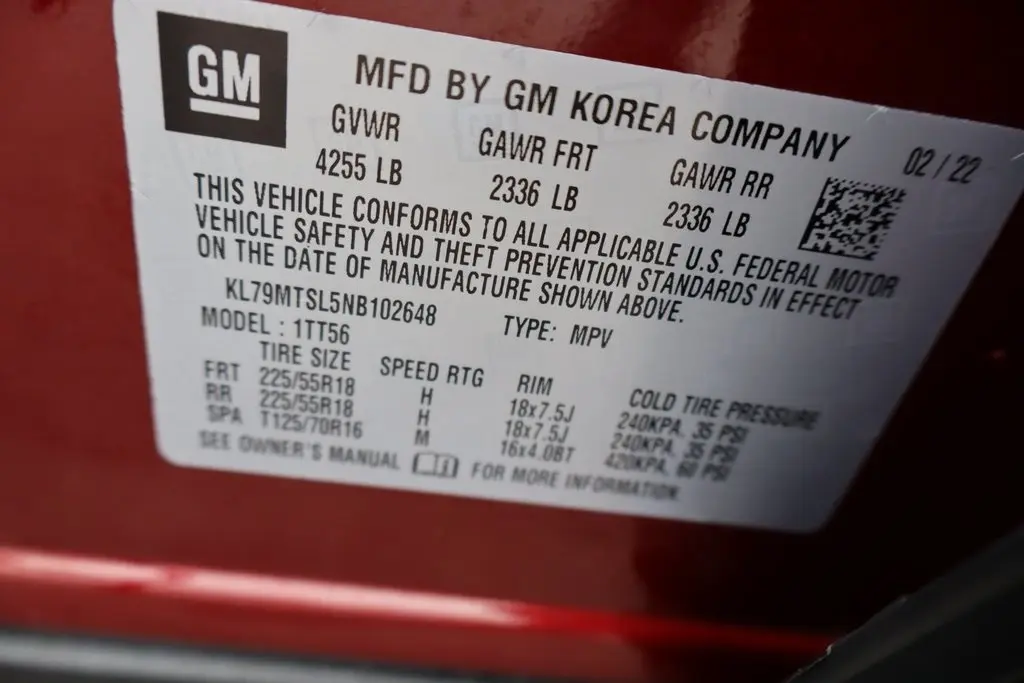 GM
MFD BY GM KOREA COMPANY
02 / 22
GVWR GAWR FRT GAWR RR
4255 LB 2336 LB 2336 LB
THIS VEHICLE CONFORMS TO ALL APPLICABLE U.S. FEDERAL MOTOR
VEHICLE SAFETY AND THEFT PREVENTION STANDARDS IN EFFECT
ON THE DATE OF MANUFACTURE SHOWN ABOVE.
KL79MTSL5NB102648 TYPE: MPV
MODEL : 1TT56
TIRE SIZE SPEED RTG RIM COLD TIRE PRESSURE
FRT 225/55R18 H 18x7.5J 240KPA, 35 PSI
RR 225/55R18 H 18x7.5J 240KPA, 35 PSI
SPA T125/70R16 M 16x4.0BT 420KPA, 60 PSI
SEE OWNER'S MANUAL FOR MORE INFORMATION.